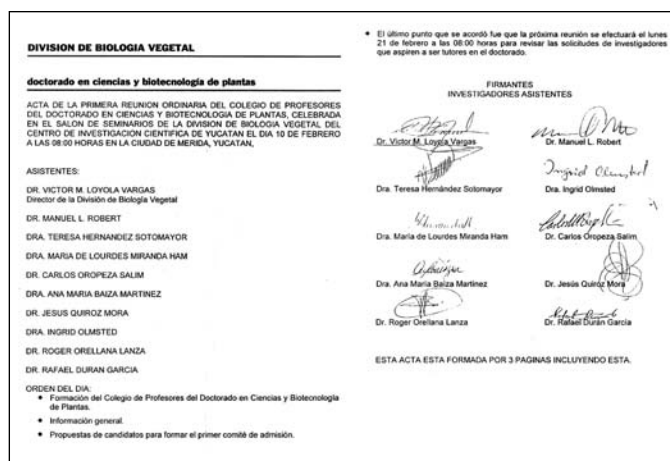 DIVISION DE BIOLOGIA VEGETAL
doctorado en ciencias y biotecnología de plantas
ACTA DE LA PRIMERA REUNION ORDINARIA DEL COLEGIO DE PROFESORES
DEL DOCTORADO EN CIENCIAS Y BIOTECNOLOGIA DE PLANTAS, CELEBRADA
EN EL SALON DE SEMINARIOS DE LA DIVISION DE BIOLOGIA VEGETAL DEL
CENTRO DE INVESTIGACION CIENTIFICA DE YUCATAN EL DIA 10 DE FEBRERO
A LAS 08:00 HORAS EN LA CIUDAD DE MERIDA, YUCATAN,
ASISTENTES:
DR. VICTOR M. LOYOLA VARGAS
Director de la División de Biología Vegetal
DR. MANUEL L. ROBERT
DRA. TERESA HERNANDEZ SOTOMAYOR
DRA. MARIA DE LOURDES MIRANDA HAM
DR. CARLOS OROPEZA SALIM
DRA. ANA MARIA BAIZA MARTINEZ
DR. JESUS QUIROZ MORA
DRA. INGRID OLMSTED
DR. ROGER ORELLANA LANZA
DR. RAFAEL DURAN GARCIA
ORDEN DEL DIA:
• Formación del Colegio de Profesores del Doctorado en Ciencias y Biotecnología
de Plantas.
• Información general.
• Propuestas de candidatos para formar el primer comité de admisión.
• El último punto que se acordó fue que la próxima reunión se efectuará el lunes
21 de febrero a las 08:00 horas para revisar las solicitudes de investigadores
que aspiren a ser tutores en el doctorado.
FIRMANTES
INVESTIGADORES ASISTENTES
Dr. Victor M. Loyola Vargas
Dr. Manuel L. Robert
Ingrid Olmsted
Dra. Teresa Hernández Sotomayor
Dra. Ingrid Olmsted
Dra. María de Lourdes Miranda Ham
Dr. Carlos Oropeza Salim
Dra. Ana María Baiza Martínez
Dr. Jesús Quiróz Mora
Dr. Roger Orellana Lanza
Dr. Rafael Durán García
ESTA ACTA ESTA FORMADA POR 3 PAGINAS INCLUYENDO ESTA.